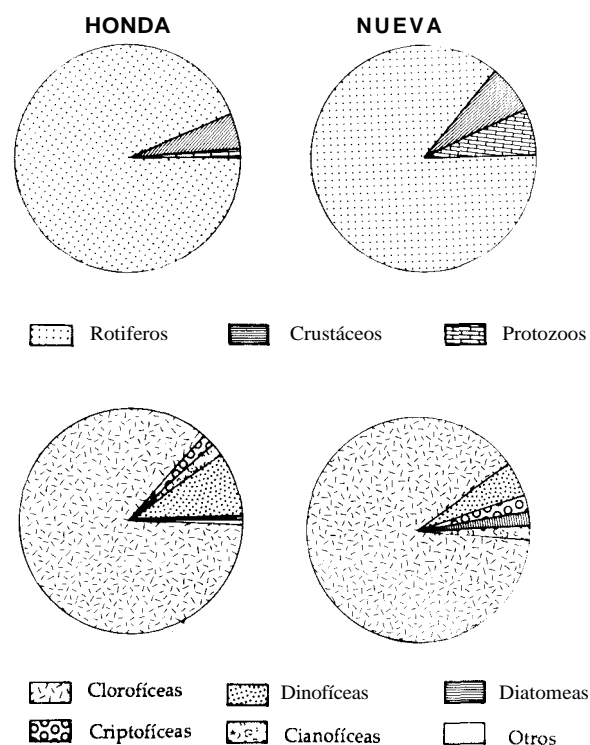 HONDA NUEVA
Rotiferos Crustáceos Protozoos
Clorofíceas Dinofíceas Diatomeas
Criptofíceas Cianofíceas Otros